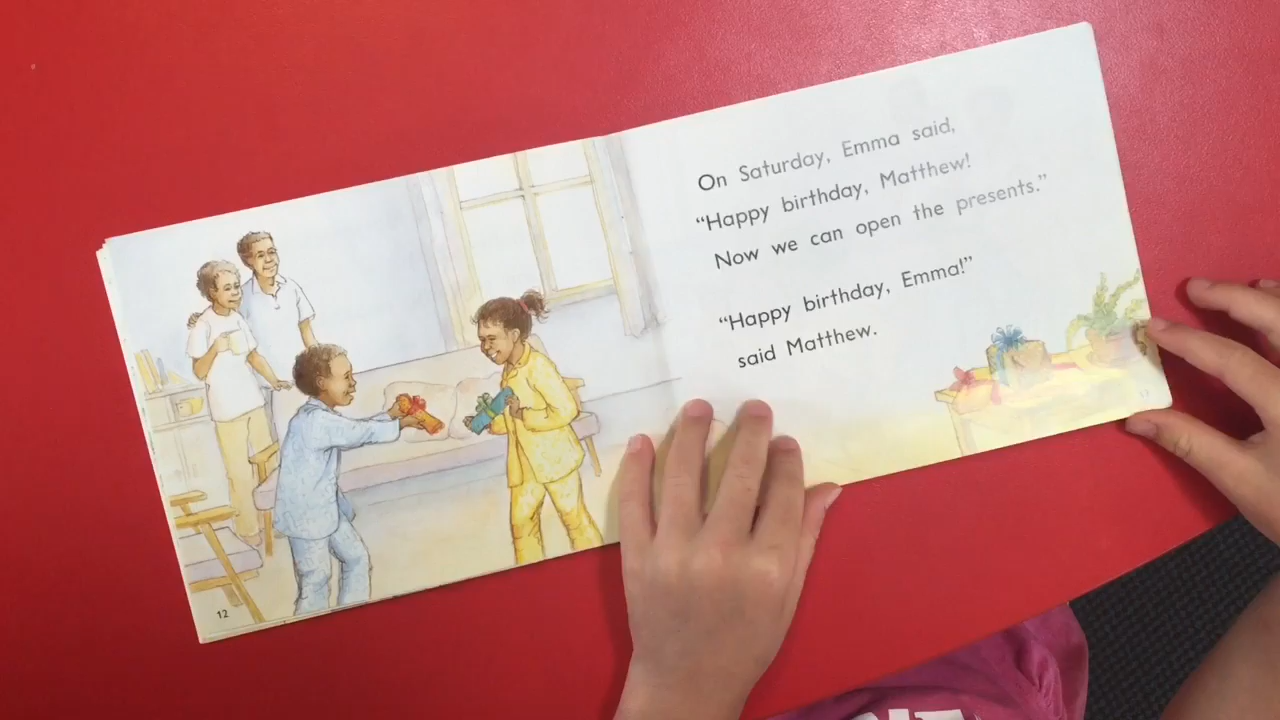 On Saturday, Emma said,
“Happy birthday, Matthew!
Now we can open the presents.”
“Happy birthday, Emma!”
said Matthew.
12
13